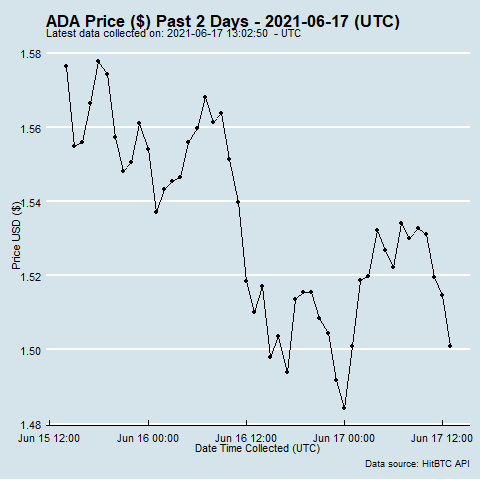 ADA Price ($) Past 2 Days - 2021-06-17 (UTC)
Latest data collected on: 2021-06-17 13:02:50 - UTC
1.58
1.56
1.54
1.52
1.50
1.48
Price USD ($)
Jun 15 12:00 Jun 16 00:00 Jun 16 12:00 Jun 17 00:00 Jun 17 12:00
Date Time Collected (UTC)
Data source: HitBTC API